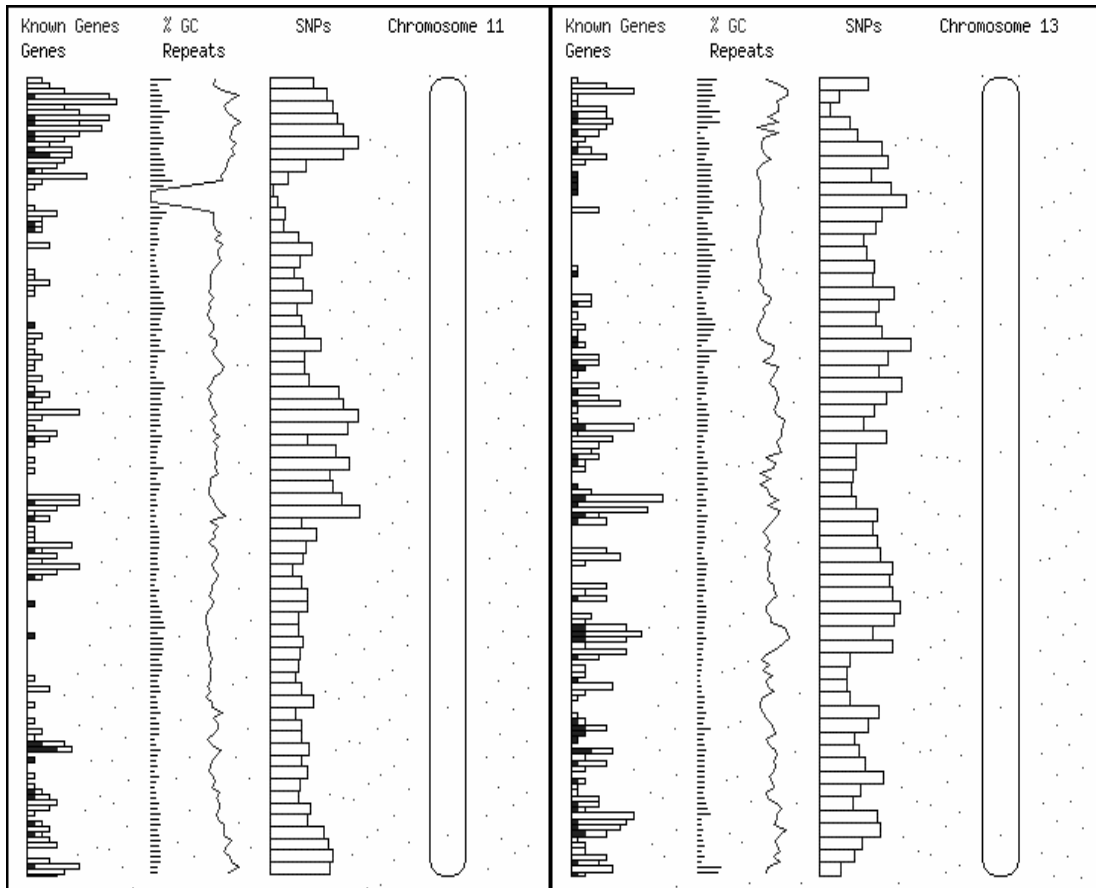 Known Genes % GC SNPs Chromosome 11
Genes Repeats
Known Genes % GC SNPs Chromosome 13
Genes Repeats